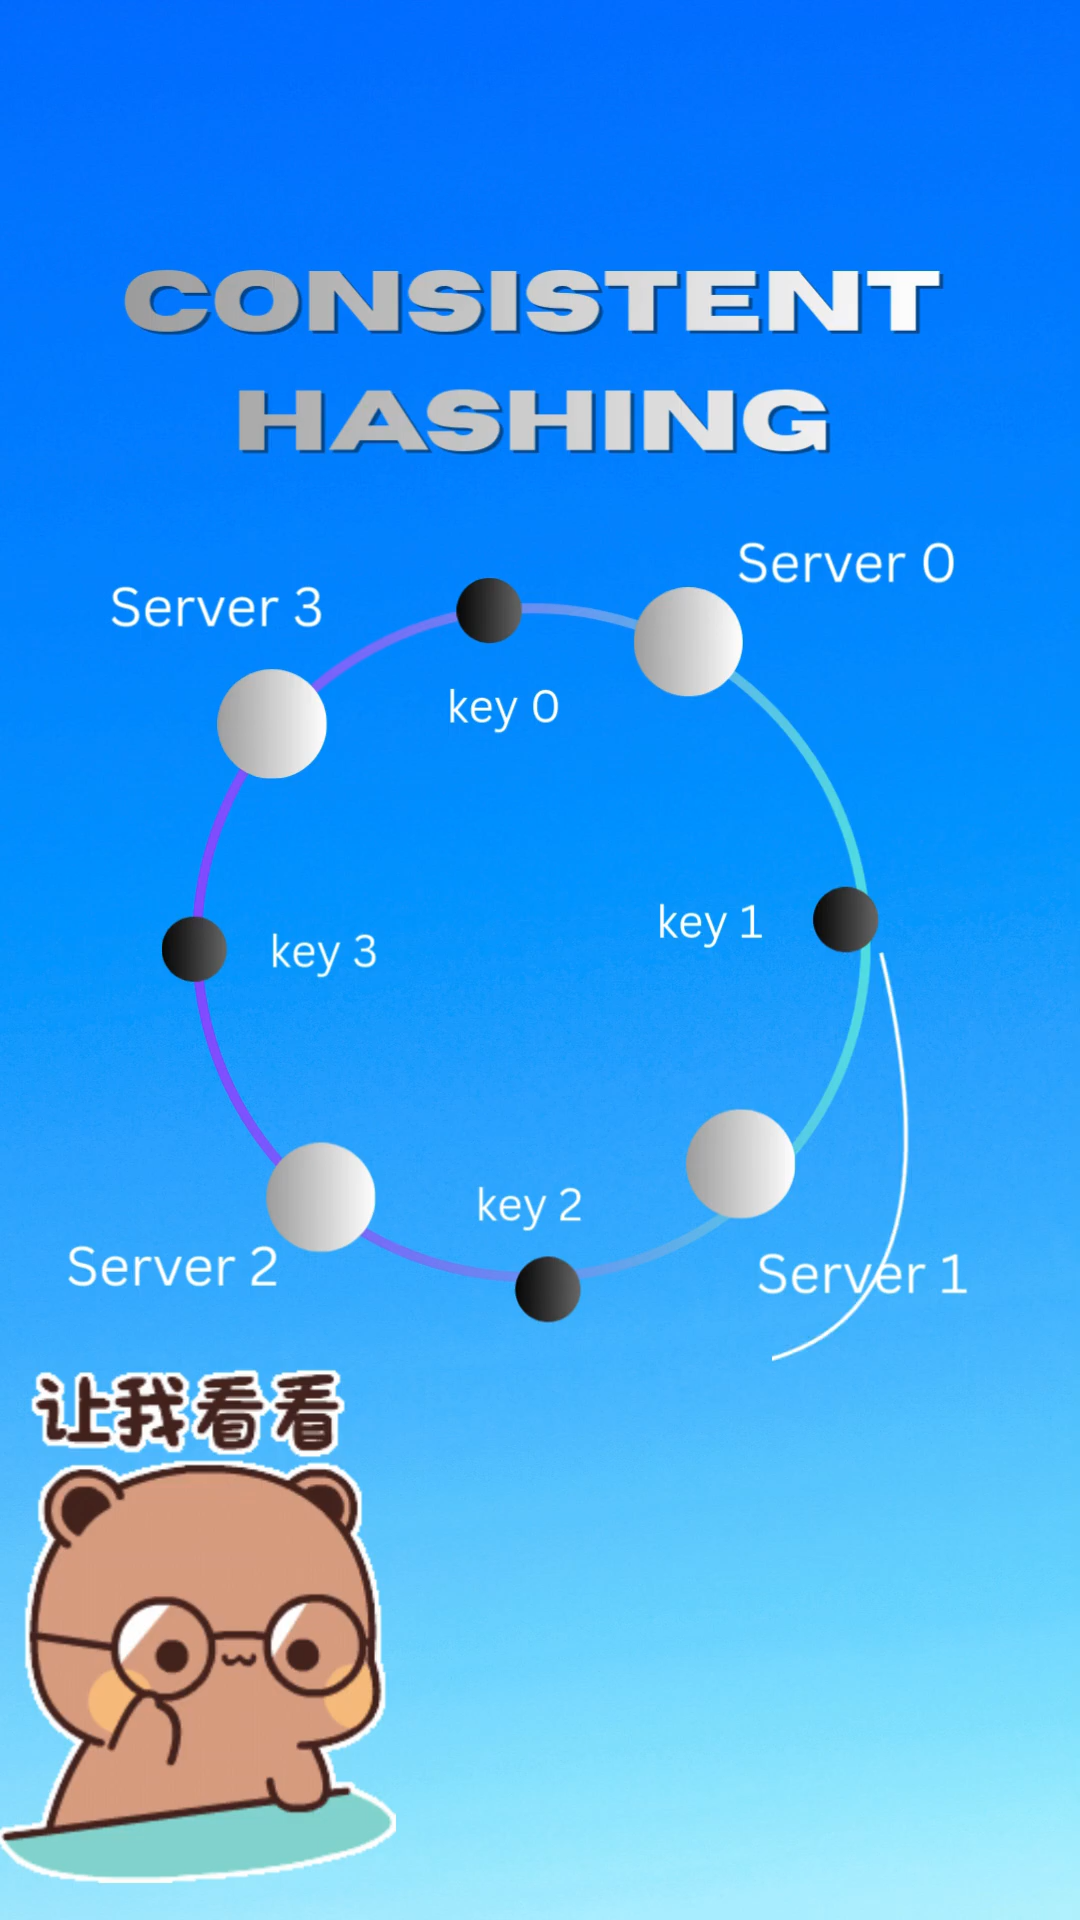 CONSISTENT
HASHING
Server 0
Server 3
key 0
key 1
key 3
key 2
Server 2
Server 1
让我看看